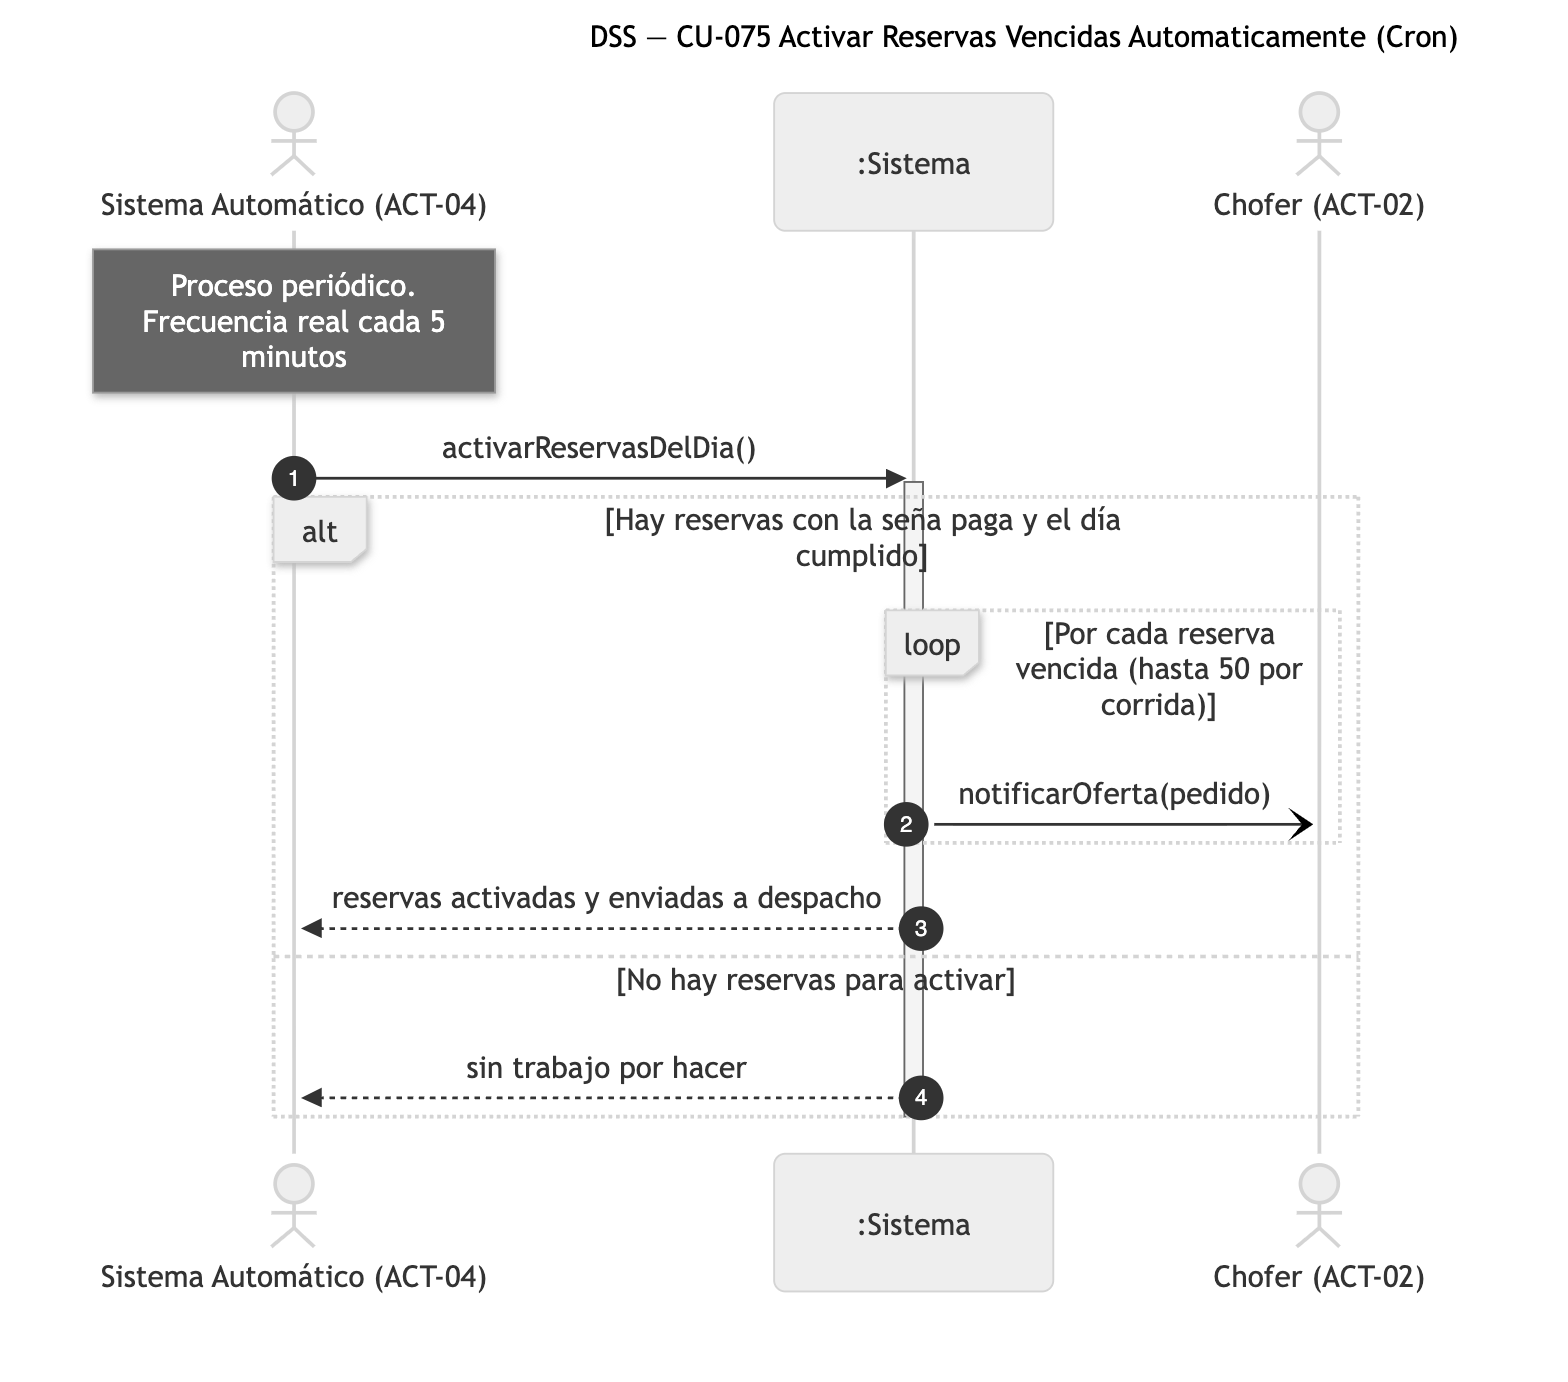 DSS – CU-075 Activar Reservas Vencidas Automaticamente (Cron)
Sistema Automático (ACT-04)
:Sistema
Chofer (ACT-02)
Proceso periódico.
Frecuencia real cada 5
minutos
activarReservasDelDia()
1
alt
[Hay reservas con la seña paga y el día
cumplido]
loop
[Por cada reserva
vencida (hasta 50 por
corrida)]
notificarOferta(pedido)
2
reservas activadas y enviadas a despacho
3
[No hay reservas para activar]
sin trabajo por hacer
4
Sistema Automático (ACT-04)
:Sistema
Chofer (ACT-02)